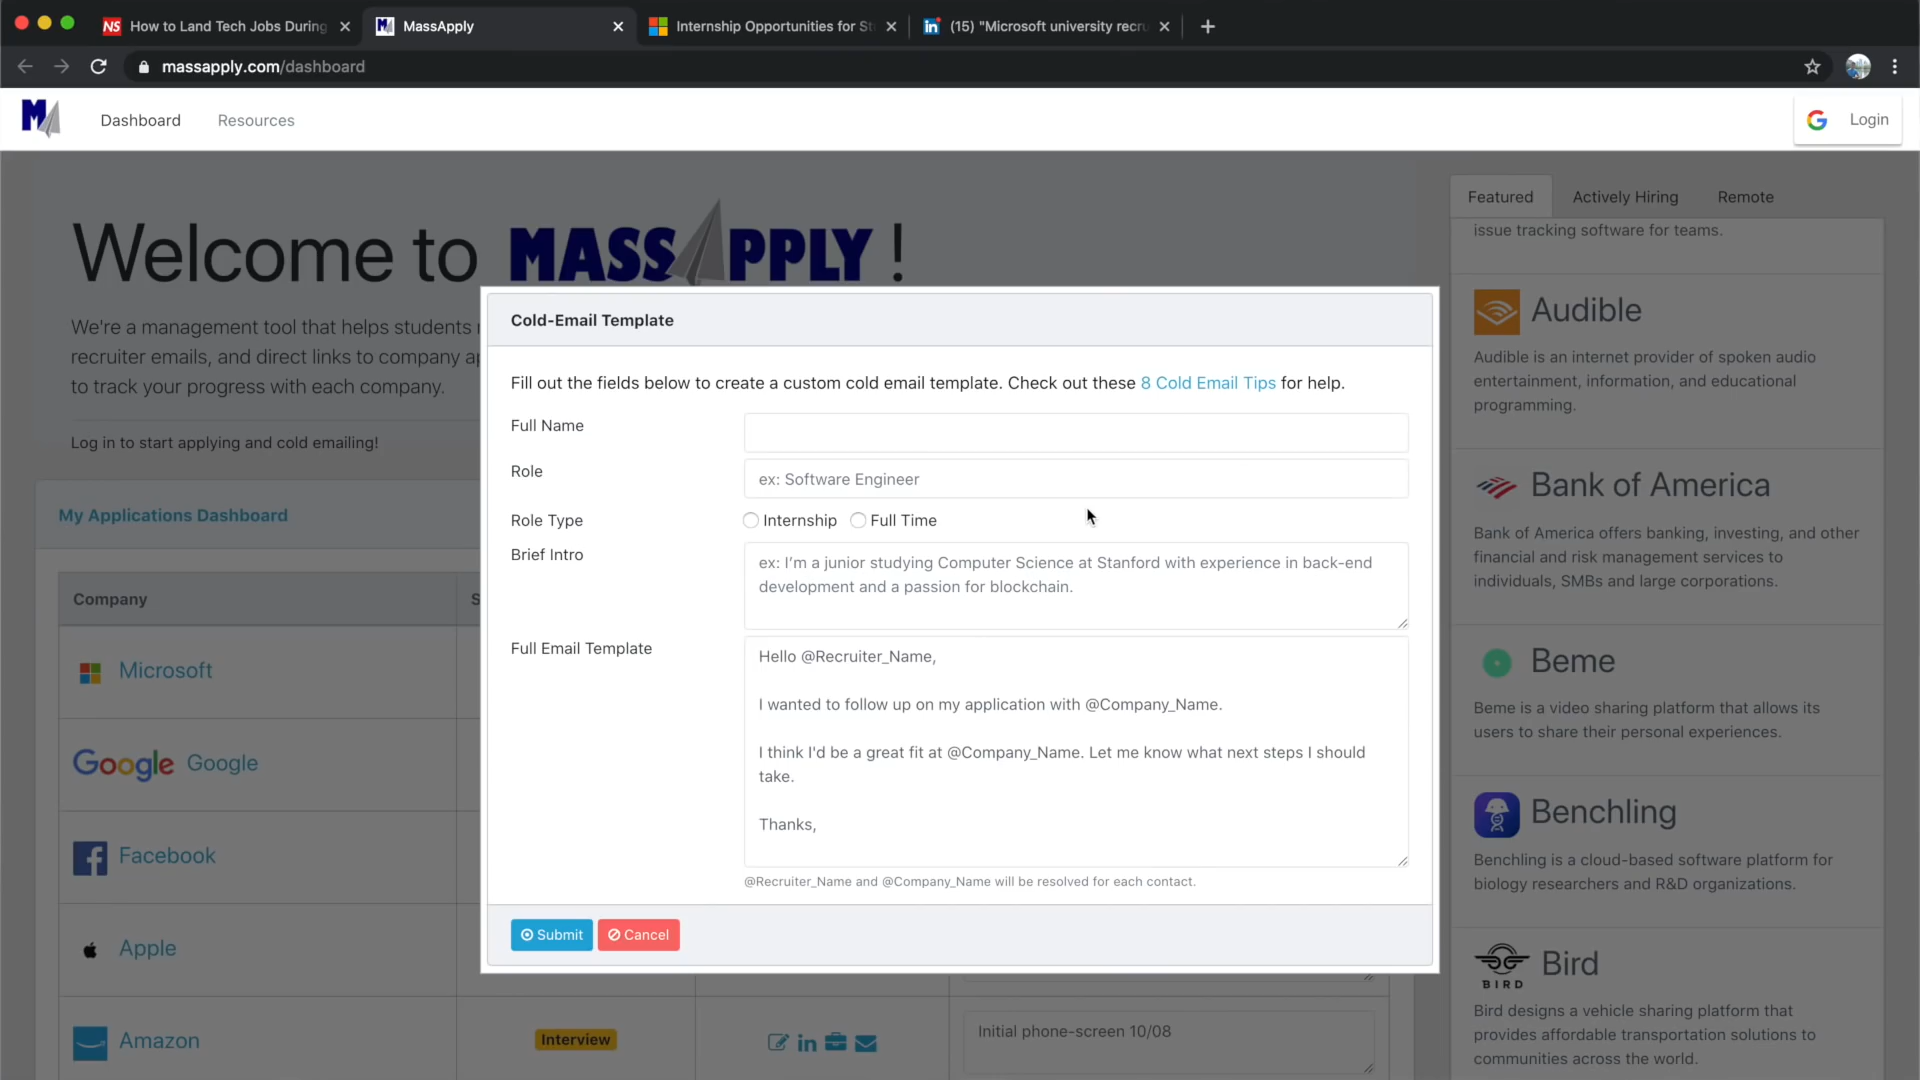 How to Land Tech Jobs During
MassApply
Internship Opportunities for St
(15) "Microsoft university recru
massapply.com/dashboard
Dashboard
Resources
Login
Welcome to MASSAPPLY!
We're a management tool that helps students
recruiter emails, and direct links to company a
to track your progress with each company.
Log in to start applying and cold emailing!
My Applications Dashboard
Company
S
Microsoft
Google Google
Facebook
Apple
Amazon
Interview
Initial phone-screen 10/08
Cold-Email Template
Fill out the fields below to create a custom cold email template. Check out these 8 Cold Email Tips for help.
Full Name
Role
ex: Software Engineer
Role Type
Internship
Full Time
Brief Intro
ex: I’m a junior studying Computer Science at Stanford with experience in back-end
development and a passion for blockchain.
Full Email Template
Hello @Recruiter_Name,
I wanted to follow up on my application with @Company_Name.
I think I'd be a great fit at @Company_Name. Let me know what next steps I should
take.
Thanks,
@Recruiter_Name and @Company_Name will be resolved for each contact.
Submit
Cancel
Featured
Actively Hiring
Remote
issue tracking software for teams.
Audible
Audible is an internet provider of spoken audio
entertainment, information, and educational
programming.
Bank of America
Bank of America offers banking, investing, and other
financial and risk management services to
individuals, SMBs and large corporations.
Beme
Beme is a video sharing platform that allows its
users to share their personal experiences.
Benchling
Benchling is a cloud-based software platform for
biology researchers and R&D organizations.
BIRD
Bird
Bird designs a vehicle sharing platform that
provides affordable transportation solutions to
communities across the world.